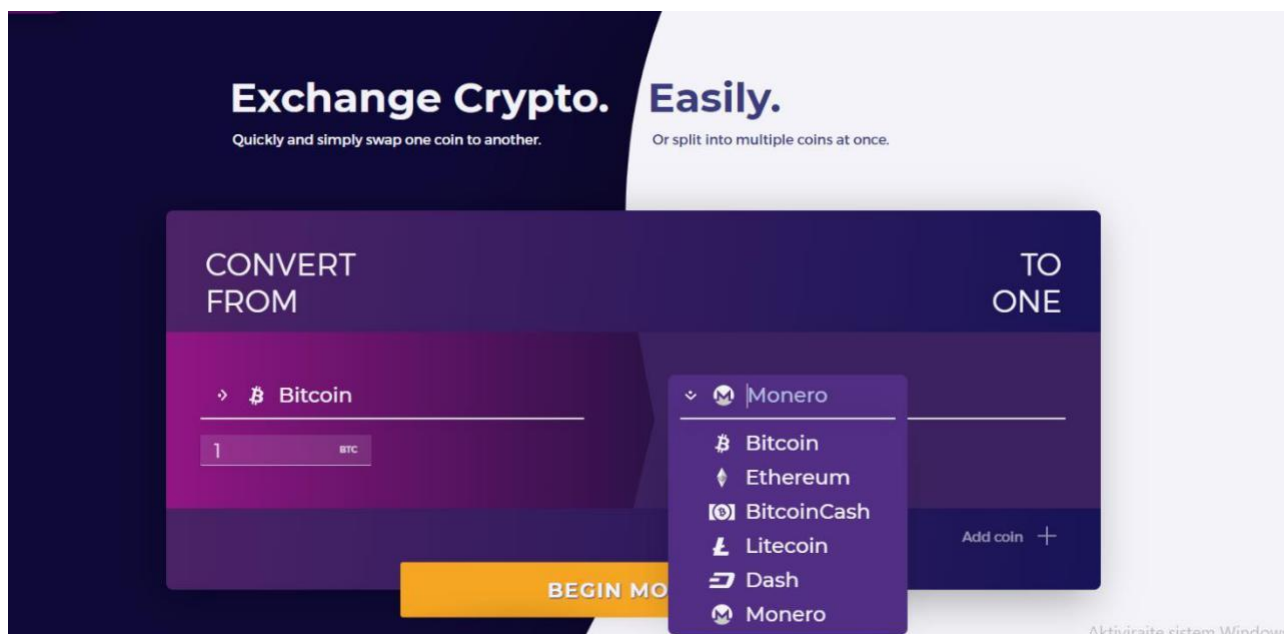 Exchange Crypto. Easily.
Quickly and simply swap one coin to another.
Or split into multiple coins at once.
CONVERT
FROM
TO
ONE
Bitcoin
1 BTC
Monero
Bitcoin
Ethereum
BitcoinCash
Litecoin
Dash
Monero
Add coin
BEGIN MO